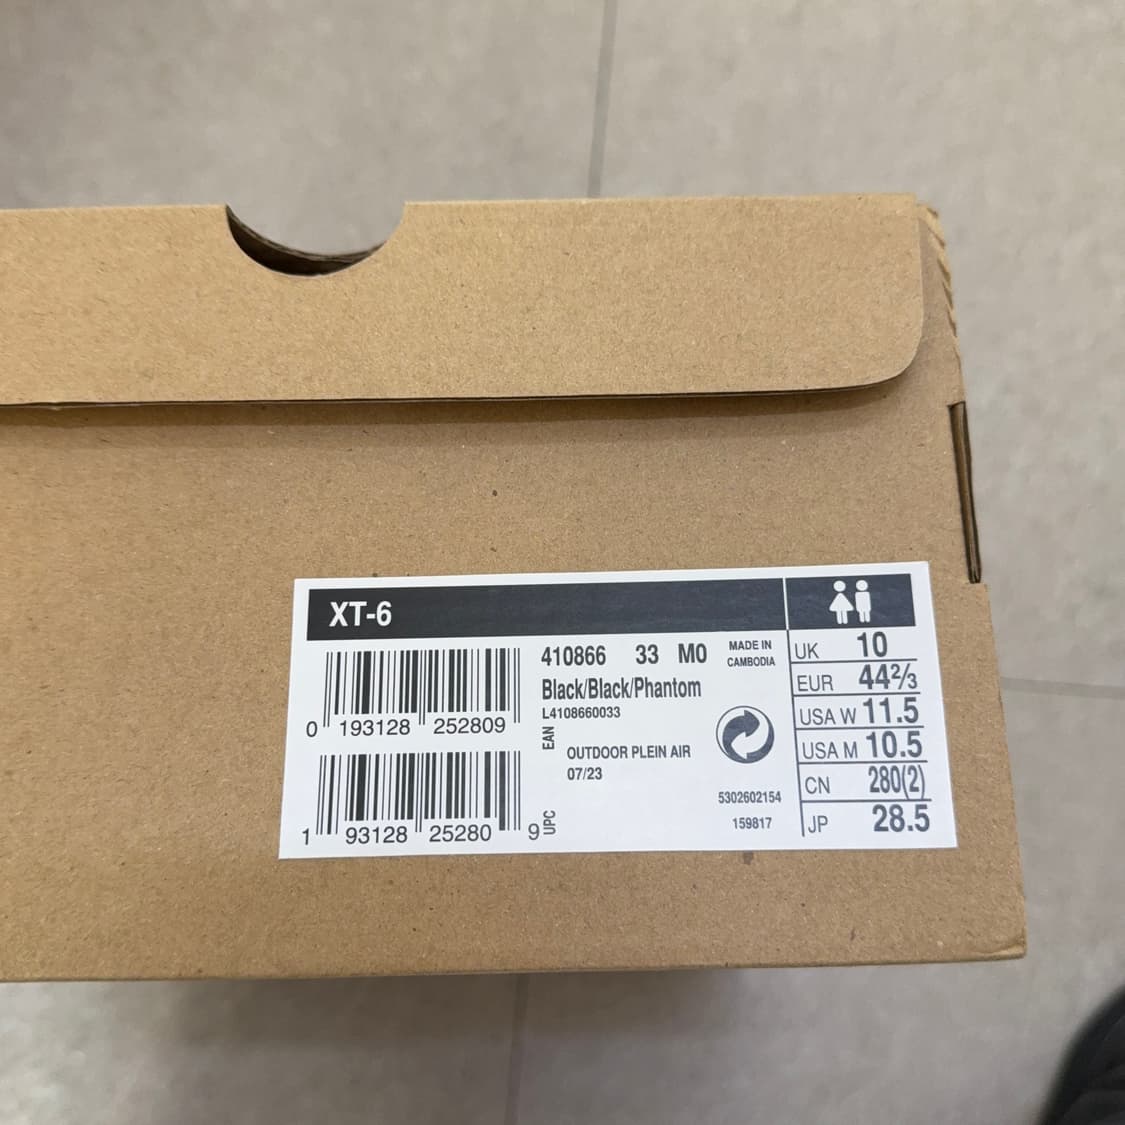 XT-6
0 193128 252809
EAN
1 93128 25280 9
UPC
410866 33 M0
Black/Black/Phantom
L4108660033
OUTDOOR PLEIN AIR
07/23
MADE IN
CAMBODIA
5302602154
159817
UK 10
EUR 44⅔
USA W 11.5
USA M 10.5
CN 280(2)
JP 28.5